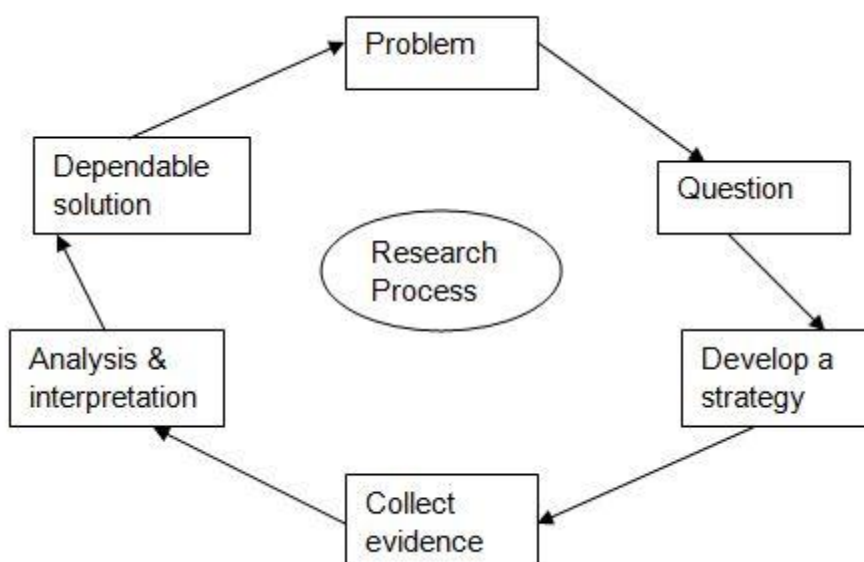 Problem
Question
Develop a
strategy
Collect
evidence
Analysis &
interpretation
Dependable
solution
Research
Process